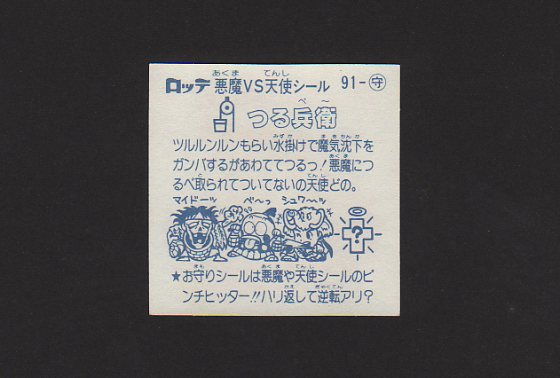 ロッテ 悪魔VS天使シール 91-守
つる兵衛
ツルルンルンもらい水掛けで魔気沈下を
ガンバするがあわててつるっ!悪魔につ
るべ取られてついてないの天使どの。
マイドーッ べ〜っ シュワ〜ッ
?
★お守りシールは悪魔や天使シールのピ
ンチヒッター!!ハリ返して逆転アリ?